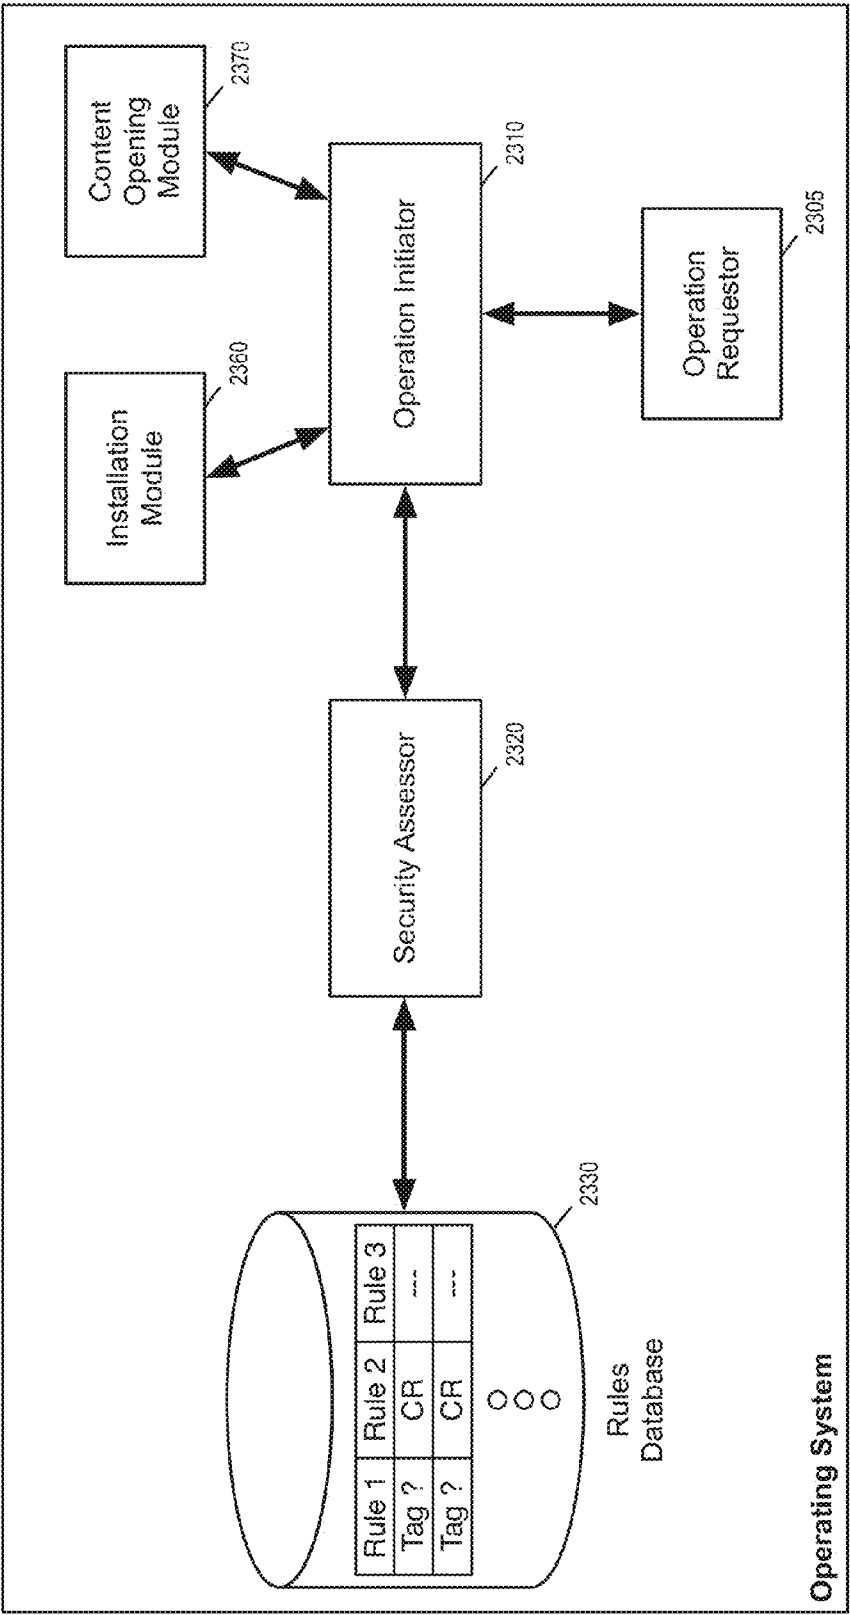 Rules
Database
2330
Rule 1 Rule 2 Rule 3
Tag ? CR ---
Tag ? CR ---
Security Assessor
2320
Installation
Module
2360
Content
Opening
Module
2370
Operation Initiator
2310
Operation
Requestor
2305
Operating System